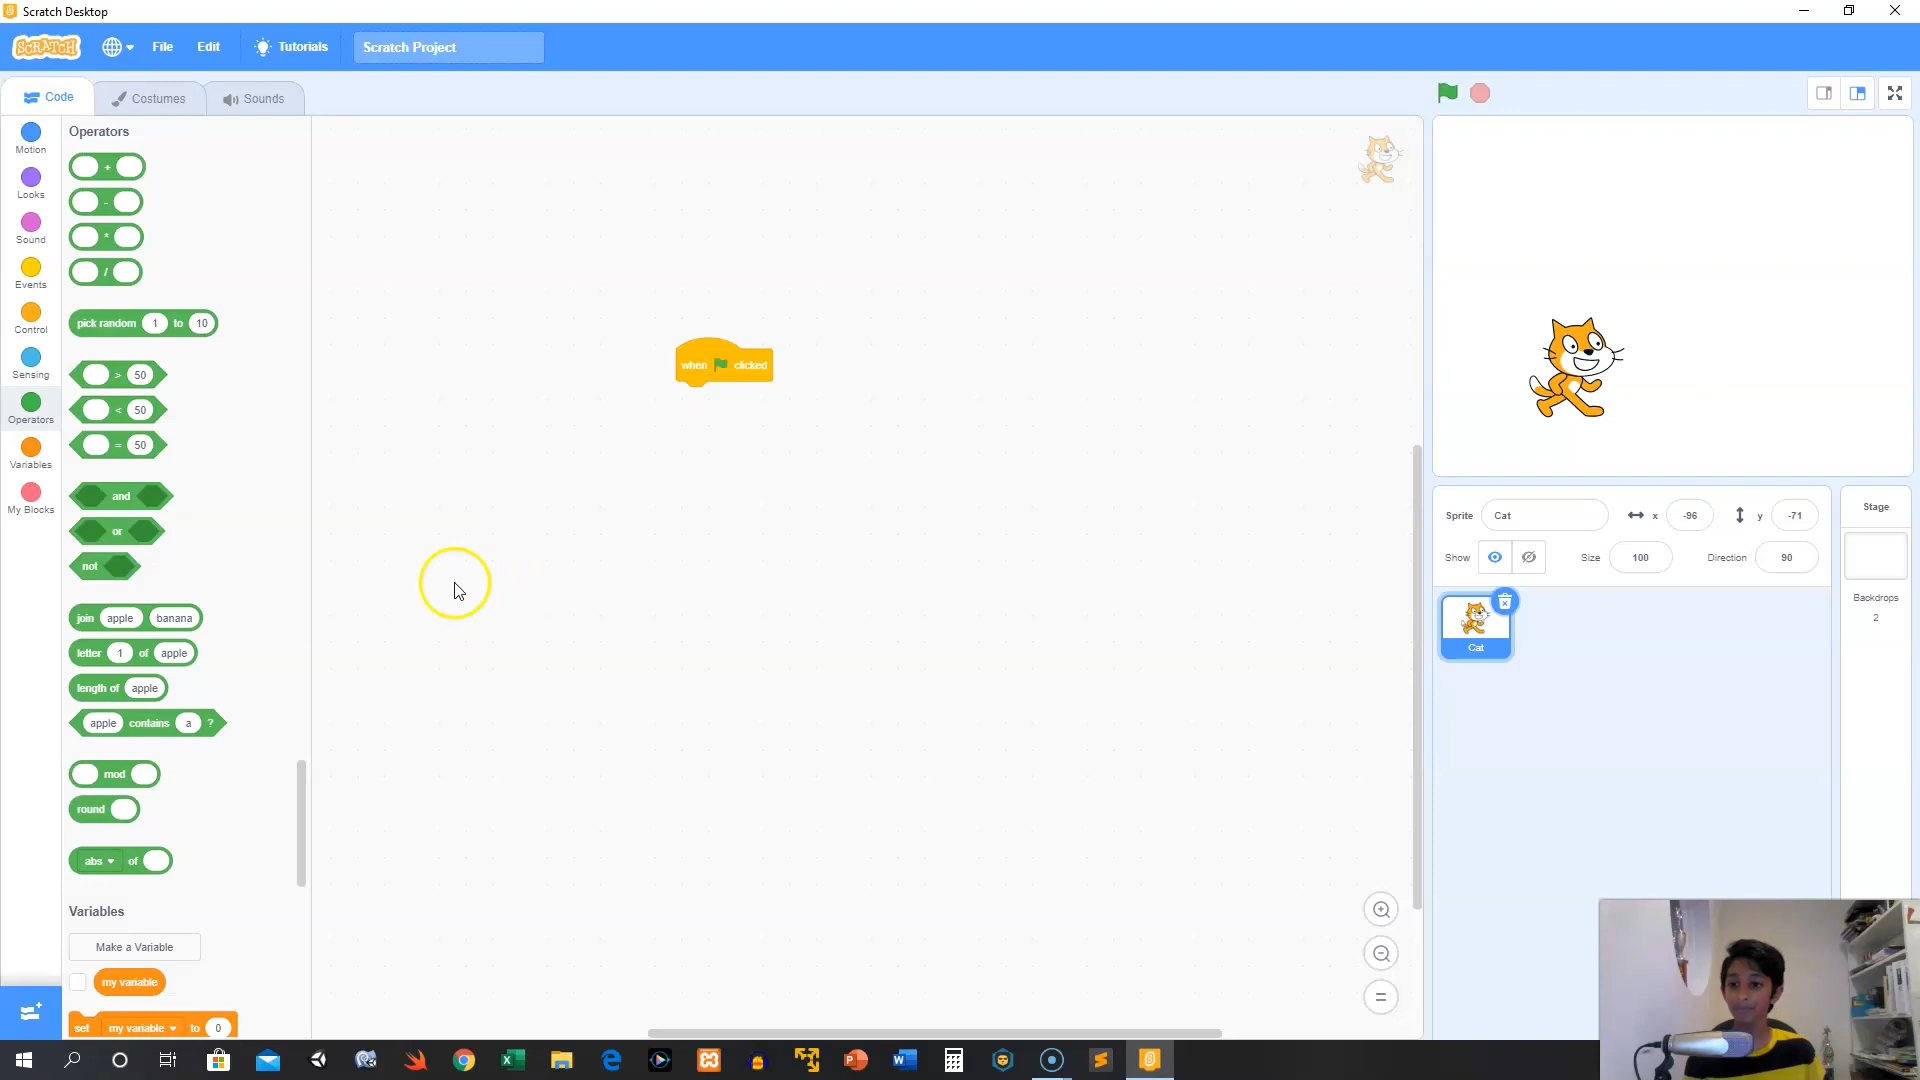 Scratch Desktop
SCRATCH File Edit Tutorials Scratch Project
Code Costumes Sounds
Motion
Looks
Sound
Events
Control
Sensing
Operators
Variables
My Blocks
Operators
+
-
*
/
pick random 1 to 10
> 50
< 50
= 50
and
or
not
join apple banana
letter 1 of apple
length of apple
apple contains a ?
mod
round
abs of
Variables
Make a Variable
my variable
set my variable to 0
when clicked
Sprite Cat x -96 y -71
Show Size 100 Direction 90
Cat
Stage
Backdrops
2